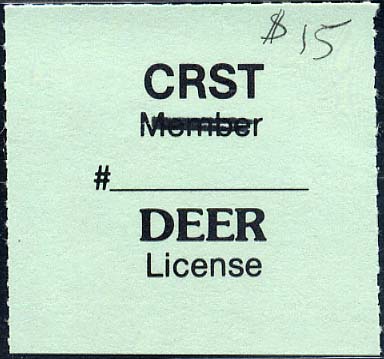 $15
CRST
Member
#
DEER
License